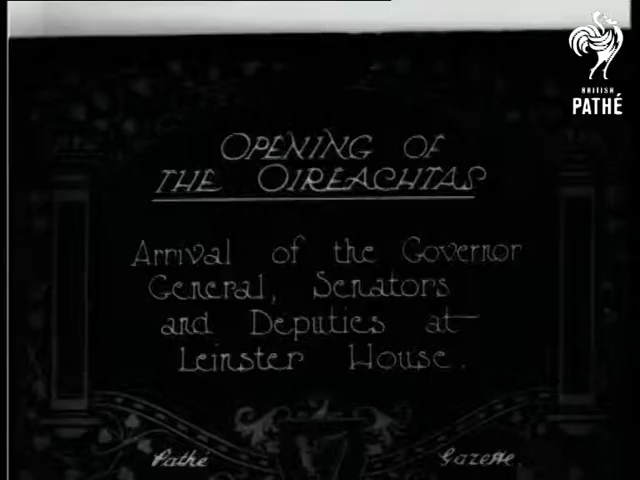 BRITISH
PATHÉ
OPENING OF
THE OIREACHTAS
Arrival of the Governor
General, Senators
and Deputies at
Leinster House.
Pathé Gazette.